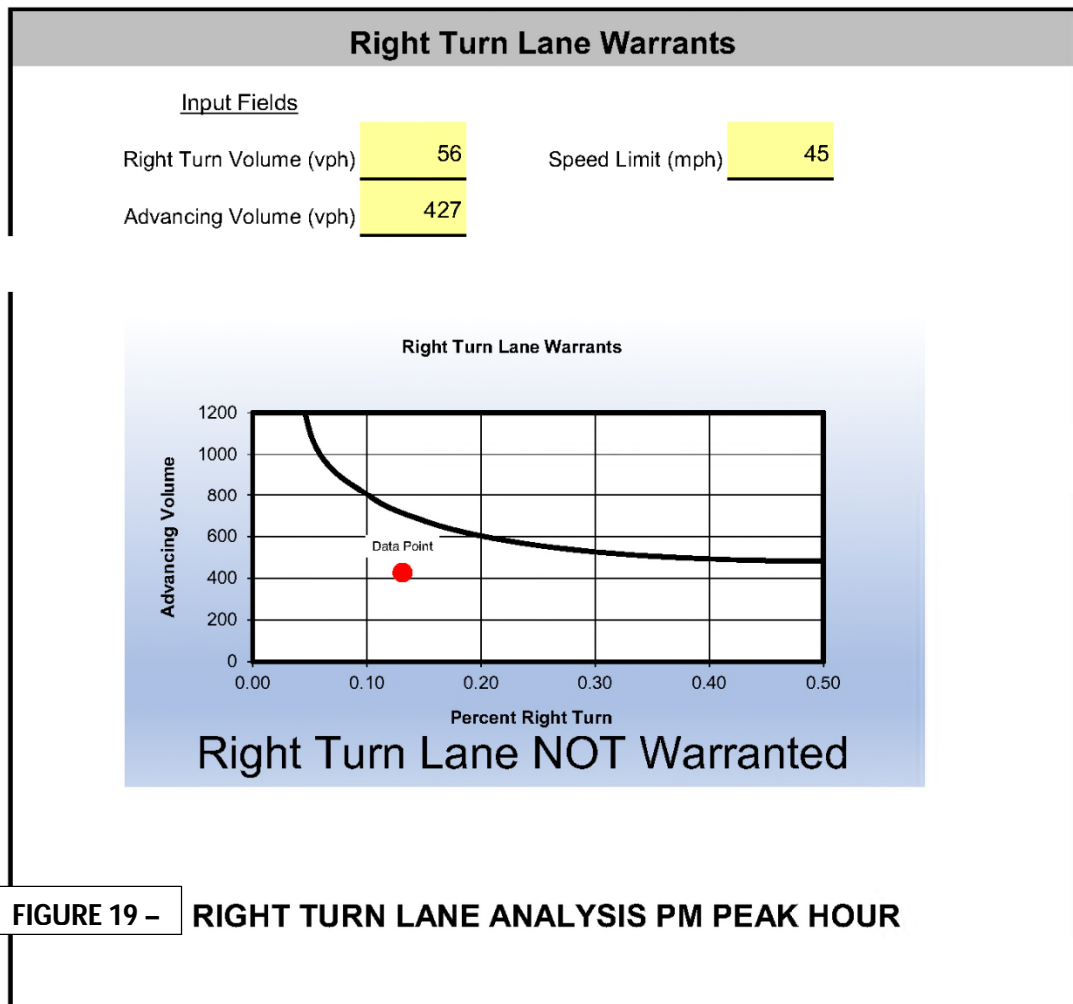 Right Turn Lane Warrants
Input Fields
Right Turn Volume (vph) 56 Speed Limit (mph) 45
Advancing Volume (vph) 427
Right Turn Lane Warrants
Advancing Volume
1200
1000
800
600
400
200
0
Data Point
0.00 0.10 0.20 0.30 0.40 0.50
Percent Right Turn
Right Turn Lane NOT Warranted
FIGURE 19 – RIGHT TURN LANE ANALYSIS PM PEAK HOUR